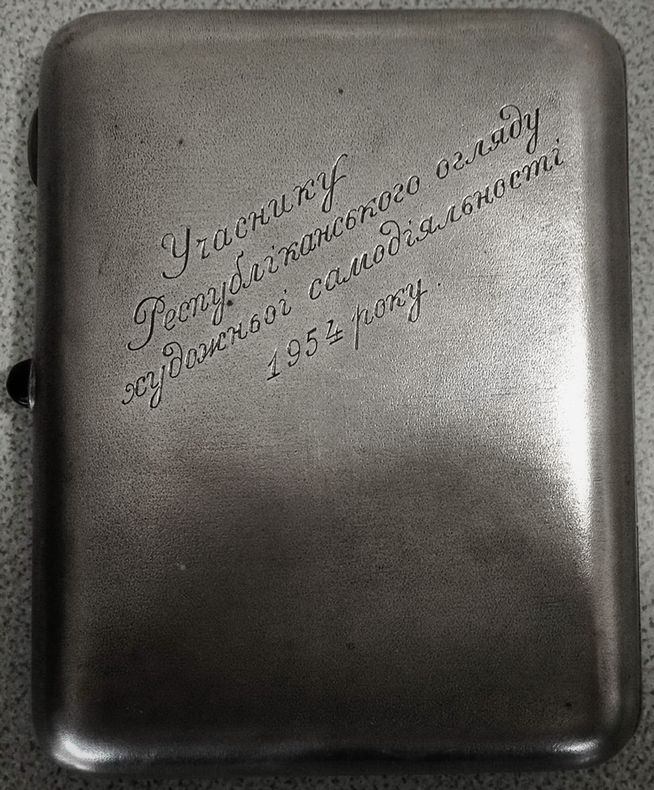 Учаснику
Республіканського огляду
художньої самодіяльності
1954 року.